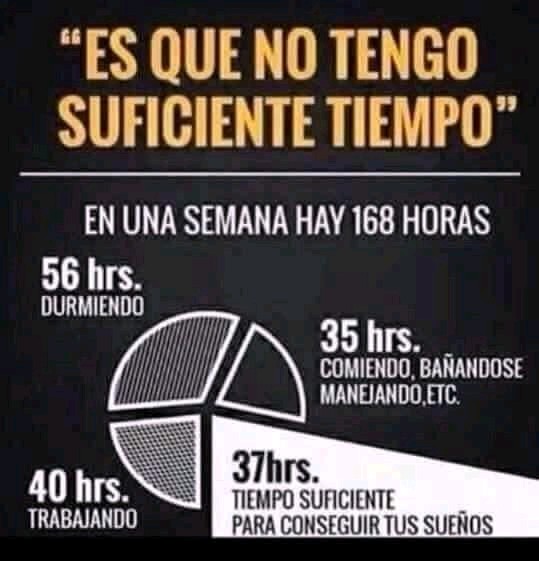 “ES QUE NO TENGO
SUFICIENTE TIEMPO”
EN UNA SEMANA HAY 168 HORAS
56 hrs.
DURMIENDO
35 hrs.
COMIENDO, BAÑANDOSE
MANEJANDO,ETC.
40 hrs.
TRABAJANDO
37hrs.
TIEMPO SUFICIENTE
PARA CONSEGUIR TUS SUEÑOS